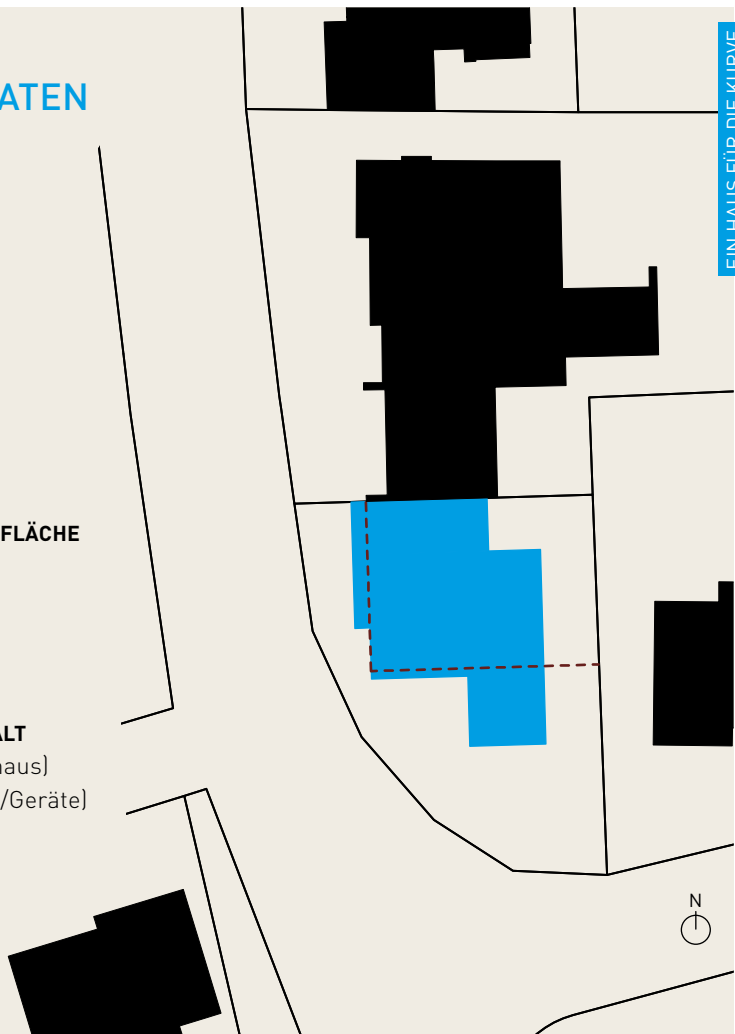 ATEN
EIN HAUS FÜR DIE KURVE
FLÄCHE
ALT
haus)
/Geräte)
N